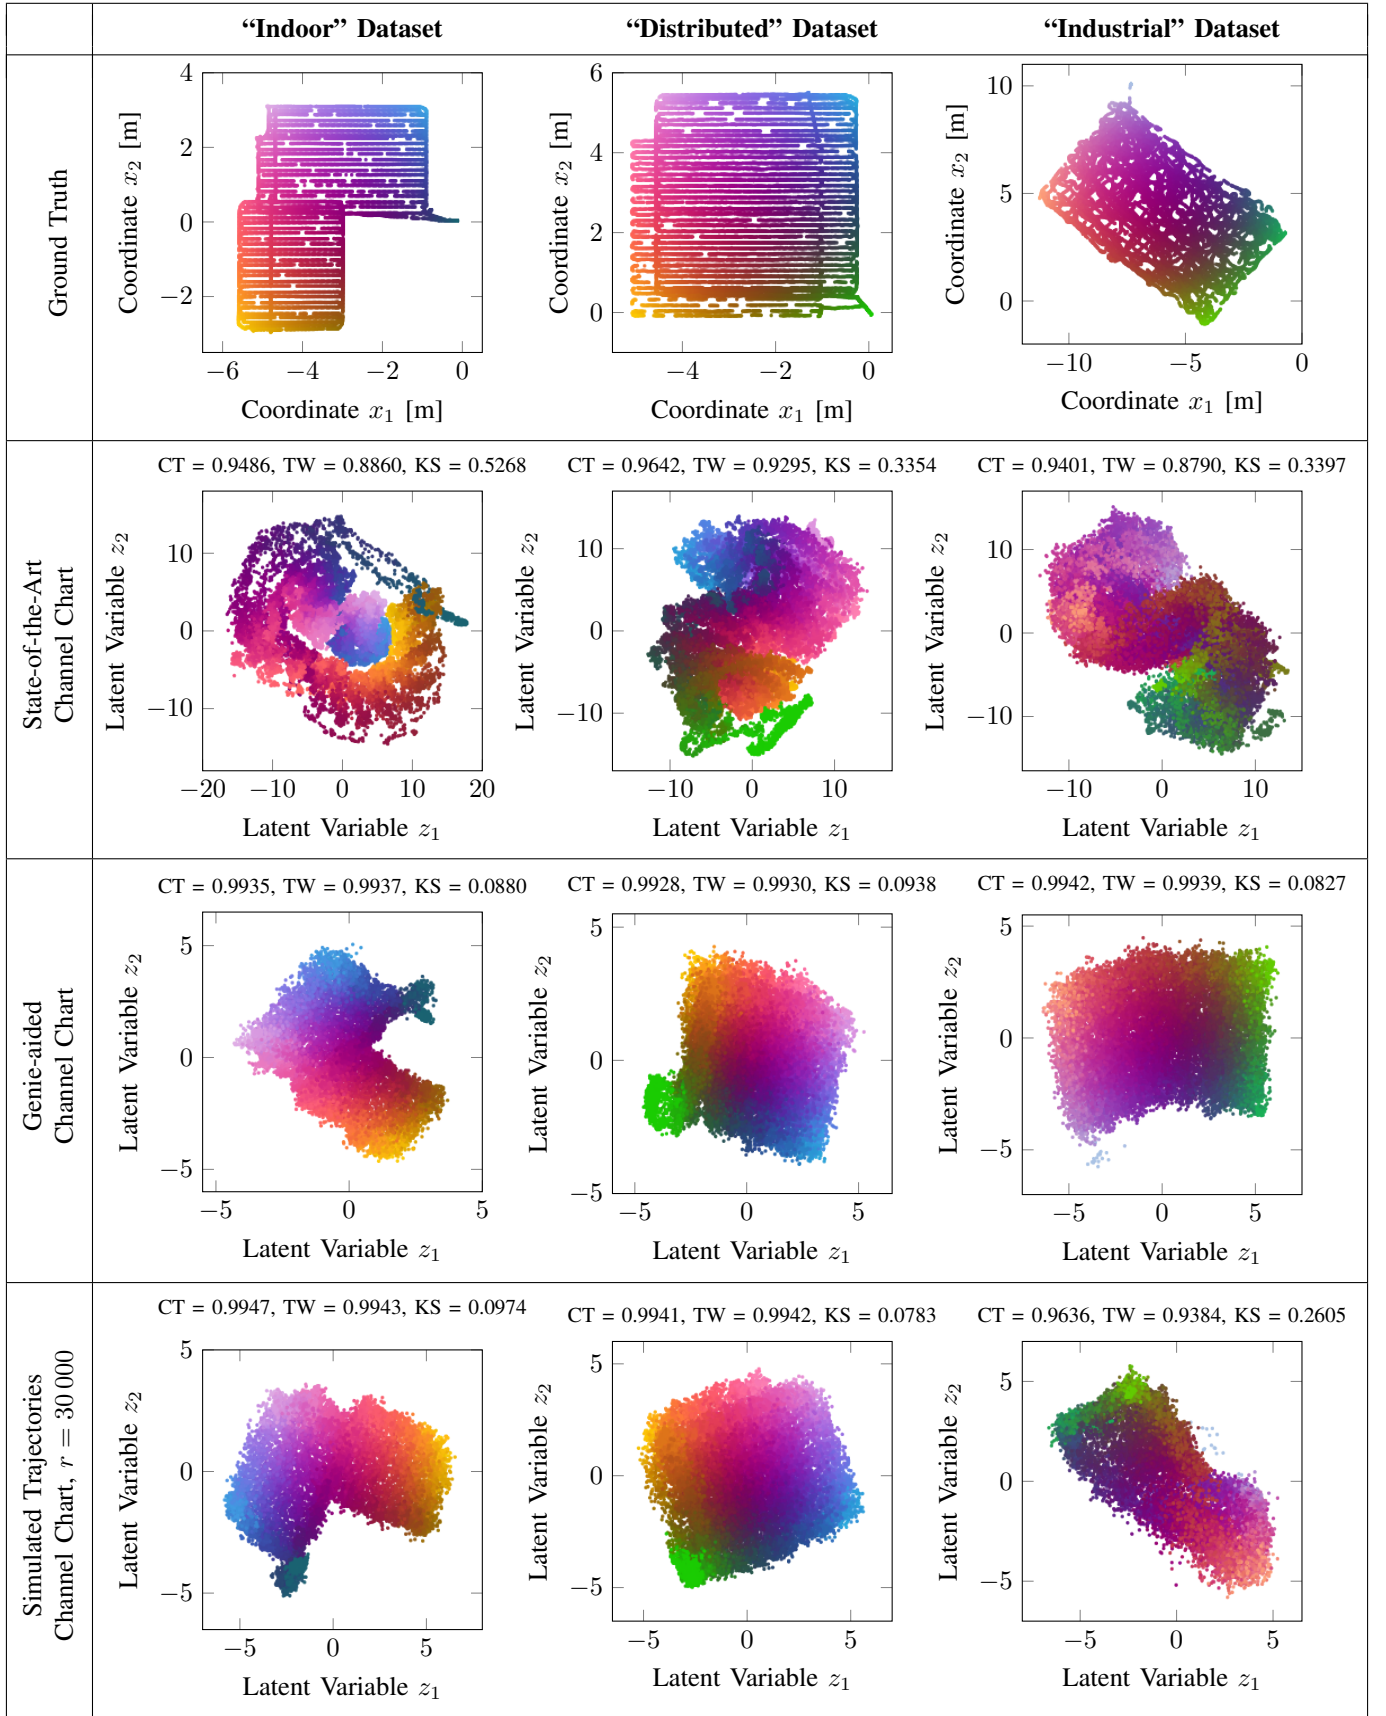 “Indoor” Dataset
“Distributed” Dataset
“Industrial” Dataset
Ground Truth
4
2
0
−2
−6
−4
−2
0
Coordinate x₂ [m]
Coordinate x₁ [m]
6
4
2
0
−4
−2
0
Coordinate x₂ [m]
Coordinate x₁ [m]
10
5
0
−10
−5
0
Coordinate x₂ [m]
Coordinate x₁ [m]
State-of-the-Art
Channel Chart
CT = 0.9486, TW = 0.8860, KS = 0.5268
10
0
−10
−20
−10
0
10
20
Latent Variable z₂
Latent Variable z₁
CT = 0.9642, TW = 0.9295, KS = 0.3354
10
0
−10
−10
0
10
Latent Variable z₂
Latent Variable z₁
CT = 0.9401, TW = 0.8790, KS = 0.3397
10
0
−10
−10
0
10
Latent Variable z₂
Latent Variable z₁
Genie-aided
Channel Chart
CT = 0.9935, TW = 0.9937, KS = 0.0880
5
0
−5
−5
0
5
Latent Variable z₂
Latent Variable z₁
CT = 0.9928, TW = 0.9930, KS = 0.0938
5
0
−5
−5
0
5
Latent Variable z₂
Latent Variable z₁
CT = 0.9942, TW = 0.9939, KS = 0.0827
5
0
−5
−5
0
5
Latent Variable z₂
Latent Variable z₁
Simulated Trajectories
Channel Chart, r = 30 000
CT = 0.9947, TW = 0.9943, KS = 0.0974
5
0
−5
−5
0
5
Latent Variable z₂
Latent Variable z₁
CT = 0.9941, TW = 0.9942, KS = 0.0783
5
0
−5
−5
0
5
Latent Variable z₂
Latent Variable z₁
CT = 0.9636, TW = 0.9384, KS = 0.2605
5
0
−5
−5
0
5
Latent Variable z₂
Latent Variable z₁